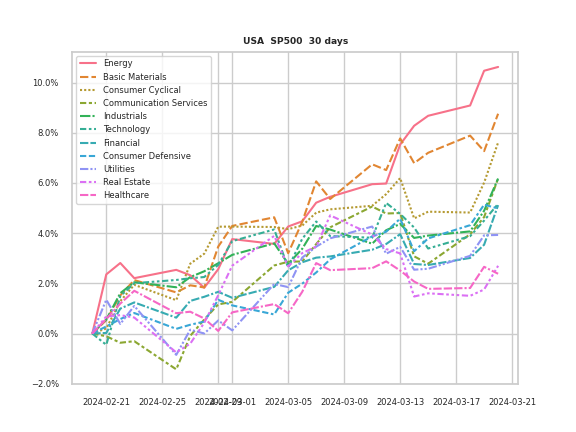 USA SP500 30 days
Energy
Basic Materials
Consumer Cyclical
Communication Services
Industrials
Technology
Financial
Consumer Defensive
Utilities
Real Estate
Healthcare
10.0%
8.0%
6.0%
4.0%
2.0%
0.0%
−2.0%
2024-02-21 2024-02-25 2024-02-29 2024-03-01 2024-03-05 2024-03-09 2024-03-13 2024-03-17 2024-03-21